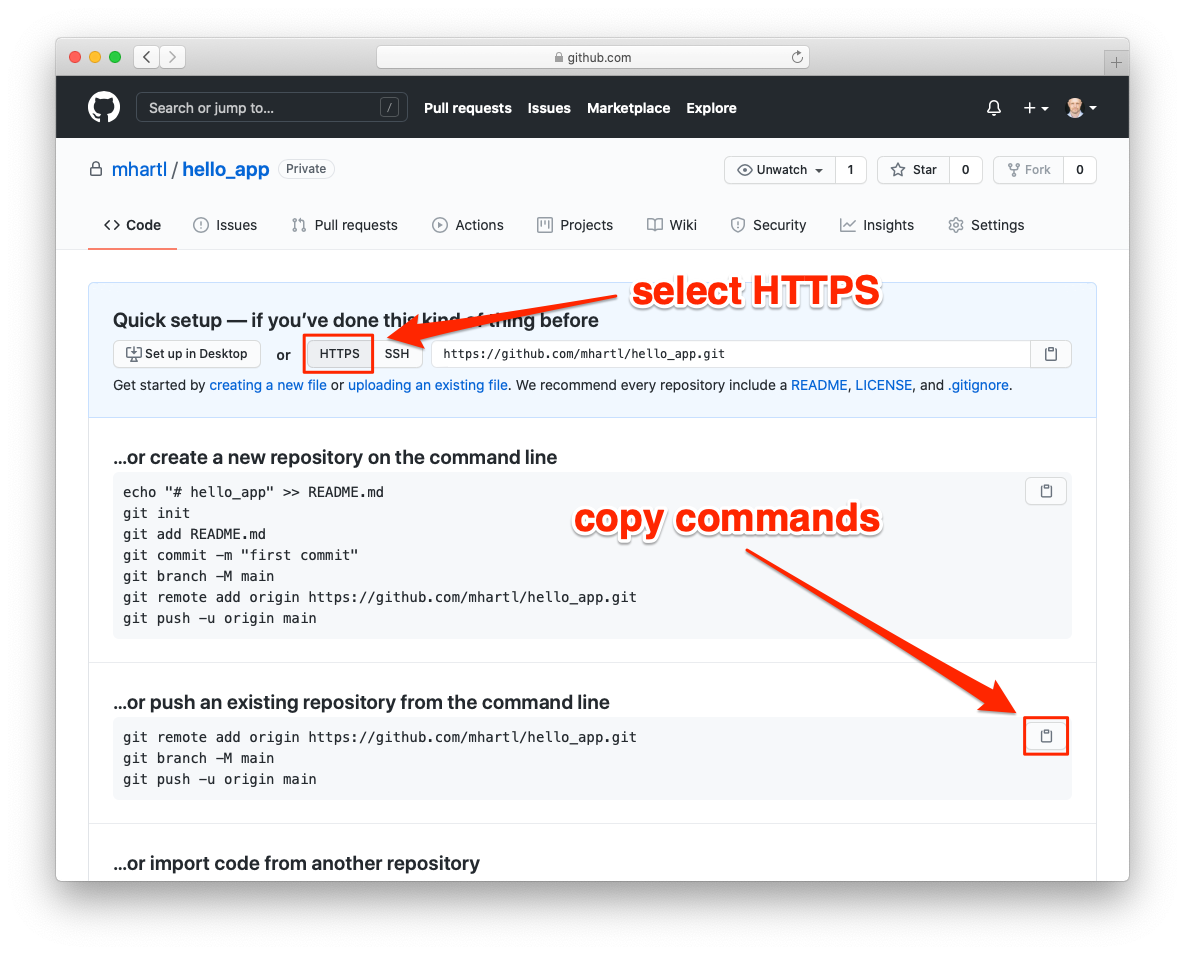 github.com
Search or jump to... /
Pull requests Issues Marketplace Explore
mhartl / hello_app Private
Unwatch 1 Star 0 Fork 0
Code Issues Pull requests Actions Projects Wiki Security Insights Settings
select HTTPS
Quick setup — if you’ve done this kind of thing before
Set up in Desktop or HTTPS SSH https://github.com/mhartl/hello_app.git
Get started by creating a new file or uploading an existing file. We recommend every repository include a README, LICENSE, and .gitignore.
…or create a new repository on the command line
echo "# hello_app" >> README.md
git init
git add README.md
git commit -m "first commit"
git branch -M main
git remote add origin https://github.com/mhartl/hello_app.git
git push -u origin main
copy commands
…or push an existing repository from the command line
git remote add origin https://github.com/mhartl/hello_app.git
git branch -M main
git push -u origin main
…or import code from another repository